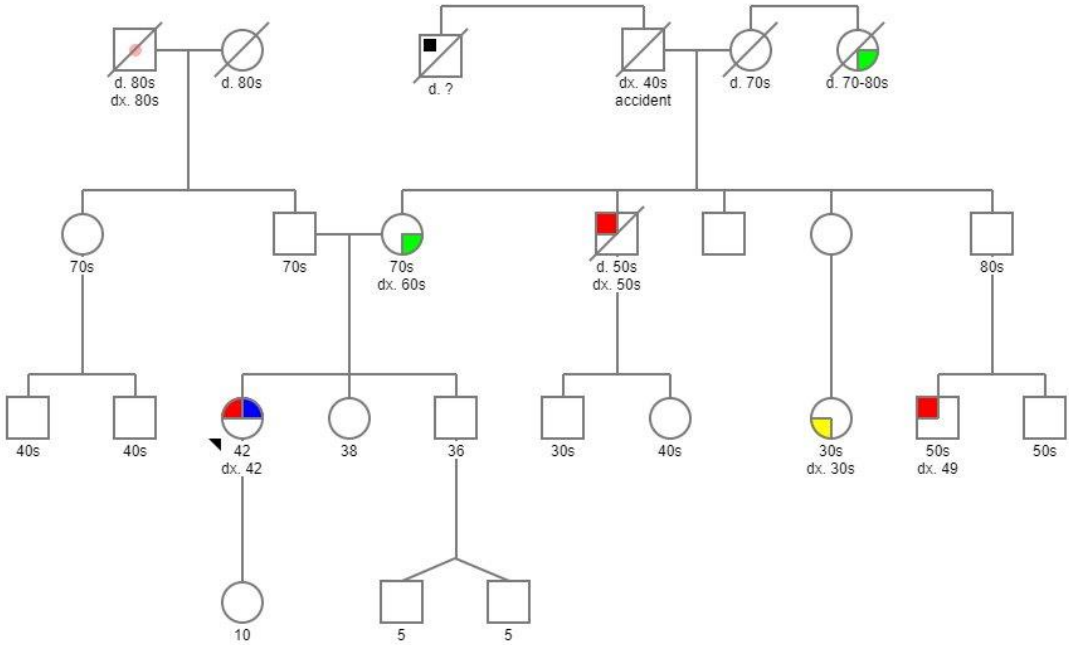 d. 80s
dx. 80s
d. 80s
d. ?
dx. 40s
accident
d. 70s
d. 70-80s
70s
70s
70s
dx. 60s
d. 50s
dx. 50s
80s
40s
40s
42
dx. 42
38
36
30s
40s
30s
dx. 30s
50s
dx. 49
50s
10
5
5